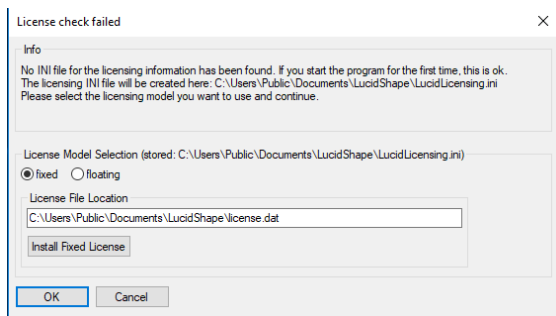 License check failed
Info
No INI file for the licensing information has been found. If you start the program for the first time, this is ok.
The licensing INI file will be created here: C:\Users\Public\Documents\LucidShape\LucidLicensing.ini
Please select the licensing model you want to use and continue.
License Model Selection (stored: C:\Users\Public\Documents\LucidShape\LucidLicensing.ini)
fixed floating
License File Location
C:\Users\Public\Documents\LucidShape\license.dat
Install Fixed License
OK Cancel